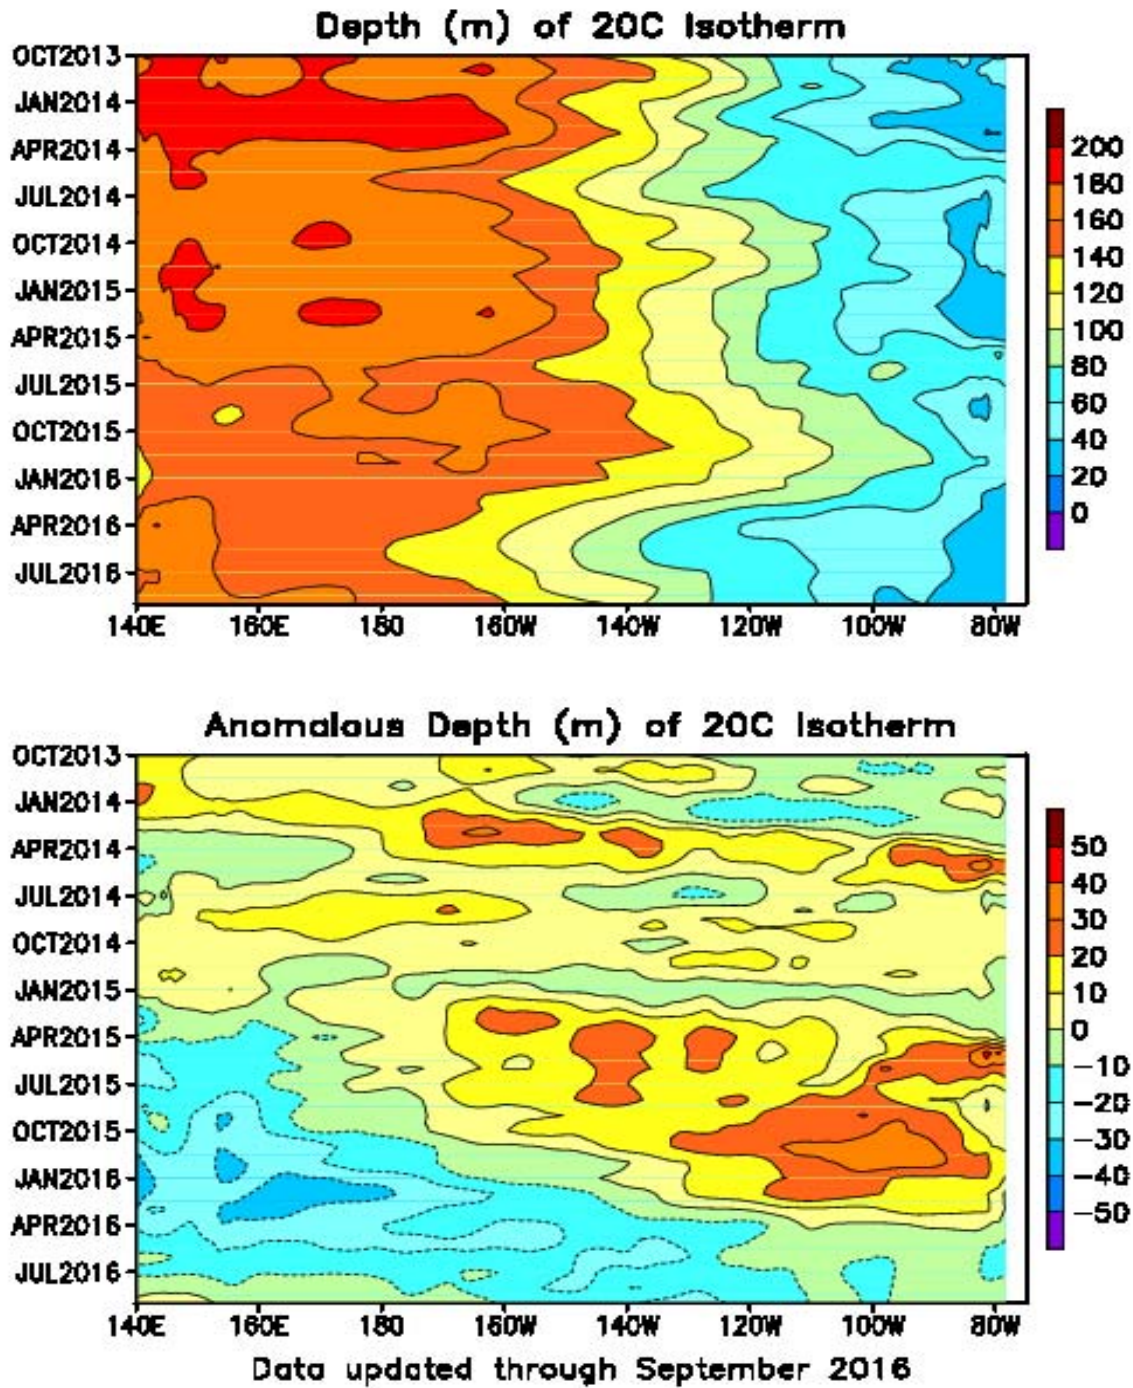 Depth (m) of 20C Isotherm
OCT2013
JAN2014
APR2014
JUL2014
OCT2014
JAN2015
APR2015
JUL2015
OCT2015
JAN2016
APR2016
JUL2016
140E 160E 180 160W 140W 120W 100W 80W
200
180
160
140
120
100
80
60
40
20
0
Anomalous Depth (m) of 20C Isotherm
OCT2013
JAN2014
APR2014
JUL2014
OCT2014
JAN2015
APR2015
JUL2015
OCT2015
JAN2016
APR2016
JUL2016
140E 160E 180 160W 140W 120W 100W 80W
50
40
30
20
10
0
-10
-20
-30
-40
-50
Data updated through September 2016